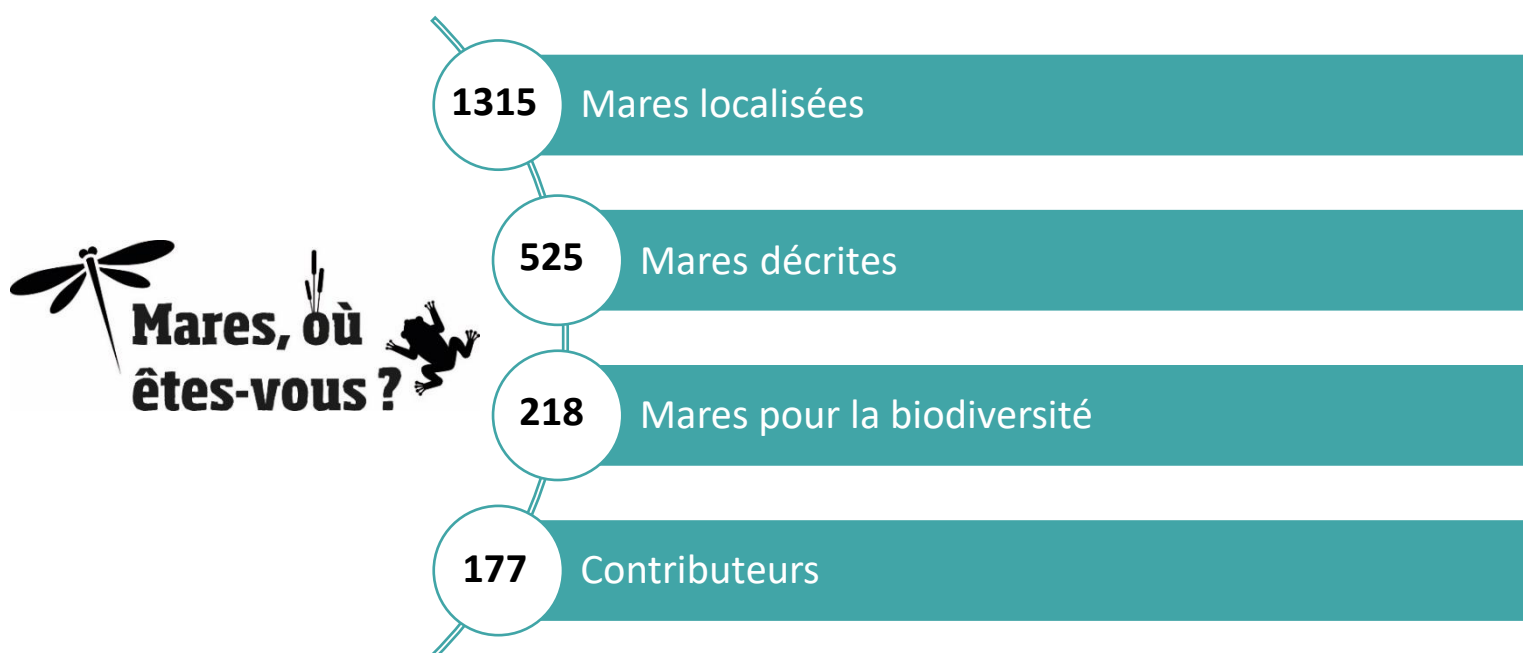 Mares, où
êtes-vous ?
1315 Mares localisées
525 Mares décrites
218 Mares pour la biodiversité
177 Contributeurs